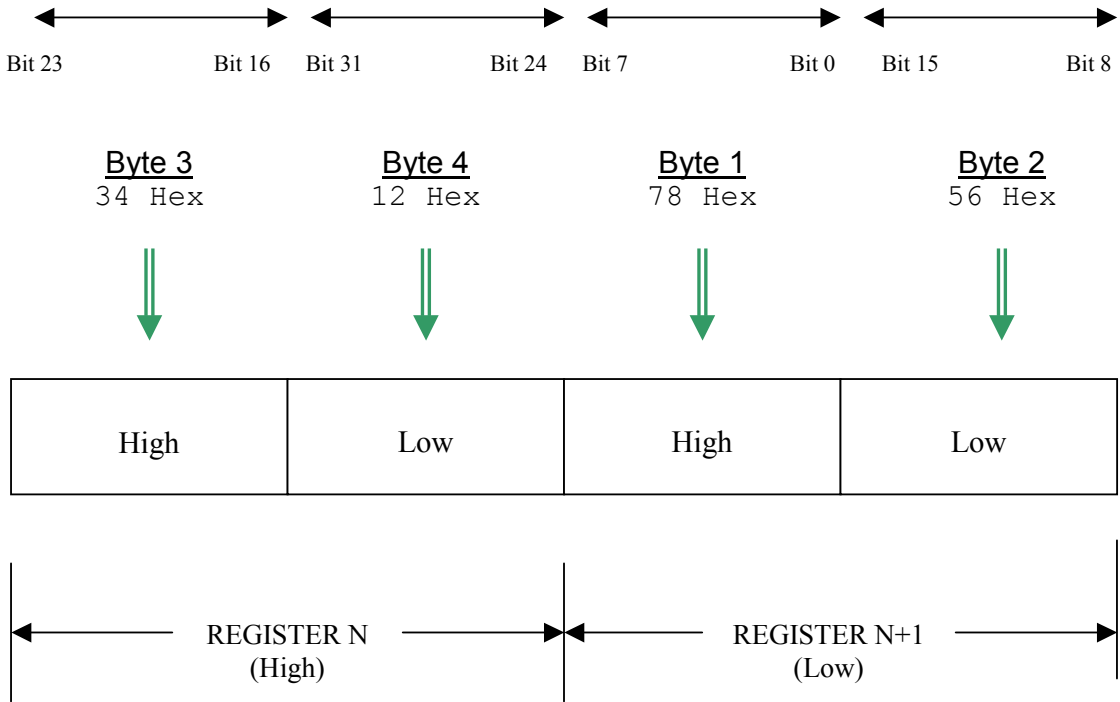 Bit 23 Bit 16 Bit 31 Bit 24 Bit 7 Bit 0 Bit 15 Bit 8
Byte 3 Byte 4 Byte 1 Byte 2
34 Hex 12 Hex 78 Hex 56 Hex
High Low High Low
REGISTER N REGISTER N+1
(High) (Low)